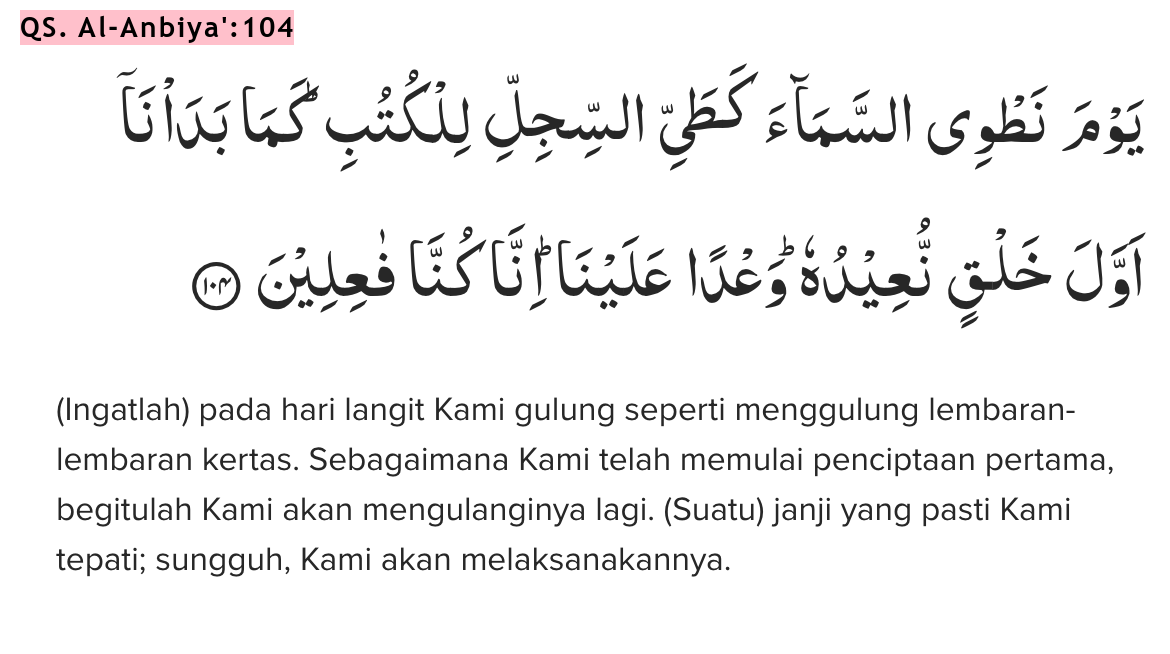 QS. Al-Anbiya':104
يَوْمَ نَطْوِى السَّمَاۤءَ كَطَيِّ السِّجِلِّ لِلْكُتُبِۗ كَمَا بَدَأْنَآ
اَوَّلَ خَلْقٍ نُّعِيْدُهٗۗ وَعْدًا عَلَيْنَاۗ اِنَّا كُنَّا فٰعِلِيْنَ ۝١٠٤
(Ingatlah) pada hari langit Kami gulung seperti menggulung lembaran-
lembaran kertas. Sebagaimana Kami telah memulai penciptaan pertama,
begitulah Kami akan mengulanginya lagi. (Suatu) janji yang pasti Kami
tepati; sungguh, Kami akan melaksanakannya.